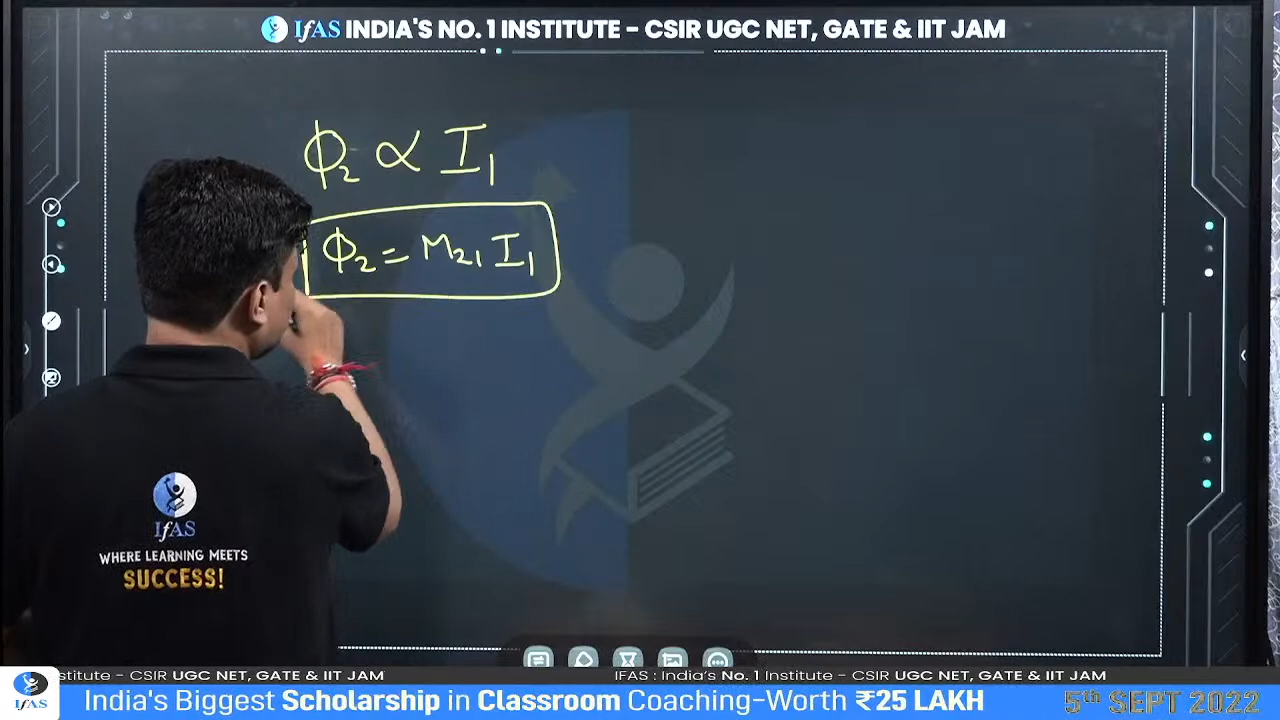 IfAS INDIA'S NO. 1 INSTITUTE - CSIR UGC NET, GATE & IIT JAM
ϕ₂ ∝ I₁
ϕ₂ = M₂₁ I₁
IfAS
WHERE LEARNING MEETS
SUCCESS!
stitute - CSIR UGC NET, GATE & IIT JAM
IFAS : India's No. 1 Institute - CSIR UGC NET, GATE & IIT JAM
IFAS
India's Biggest Scholarship in Classroom Coaching-Worth ₹25 LAKH
5th SEPT 2022